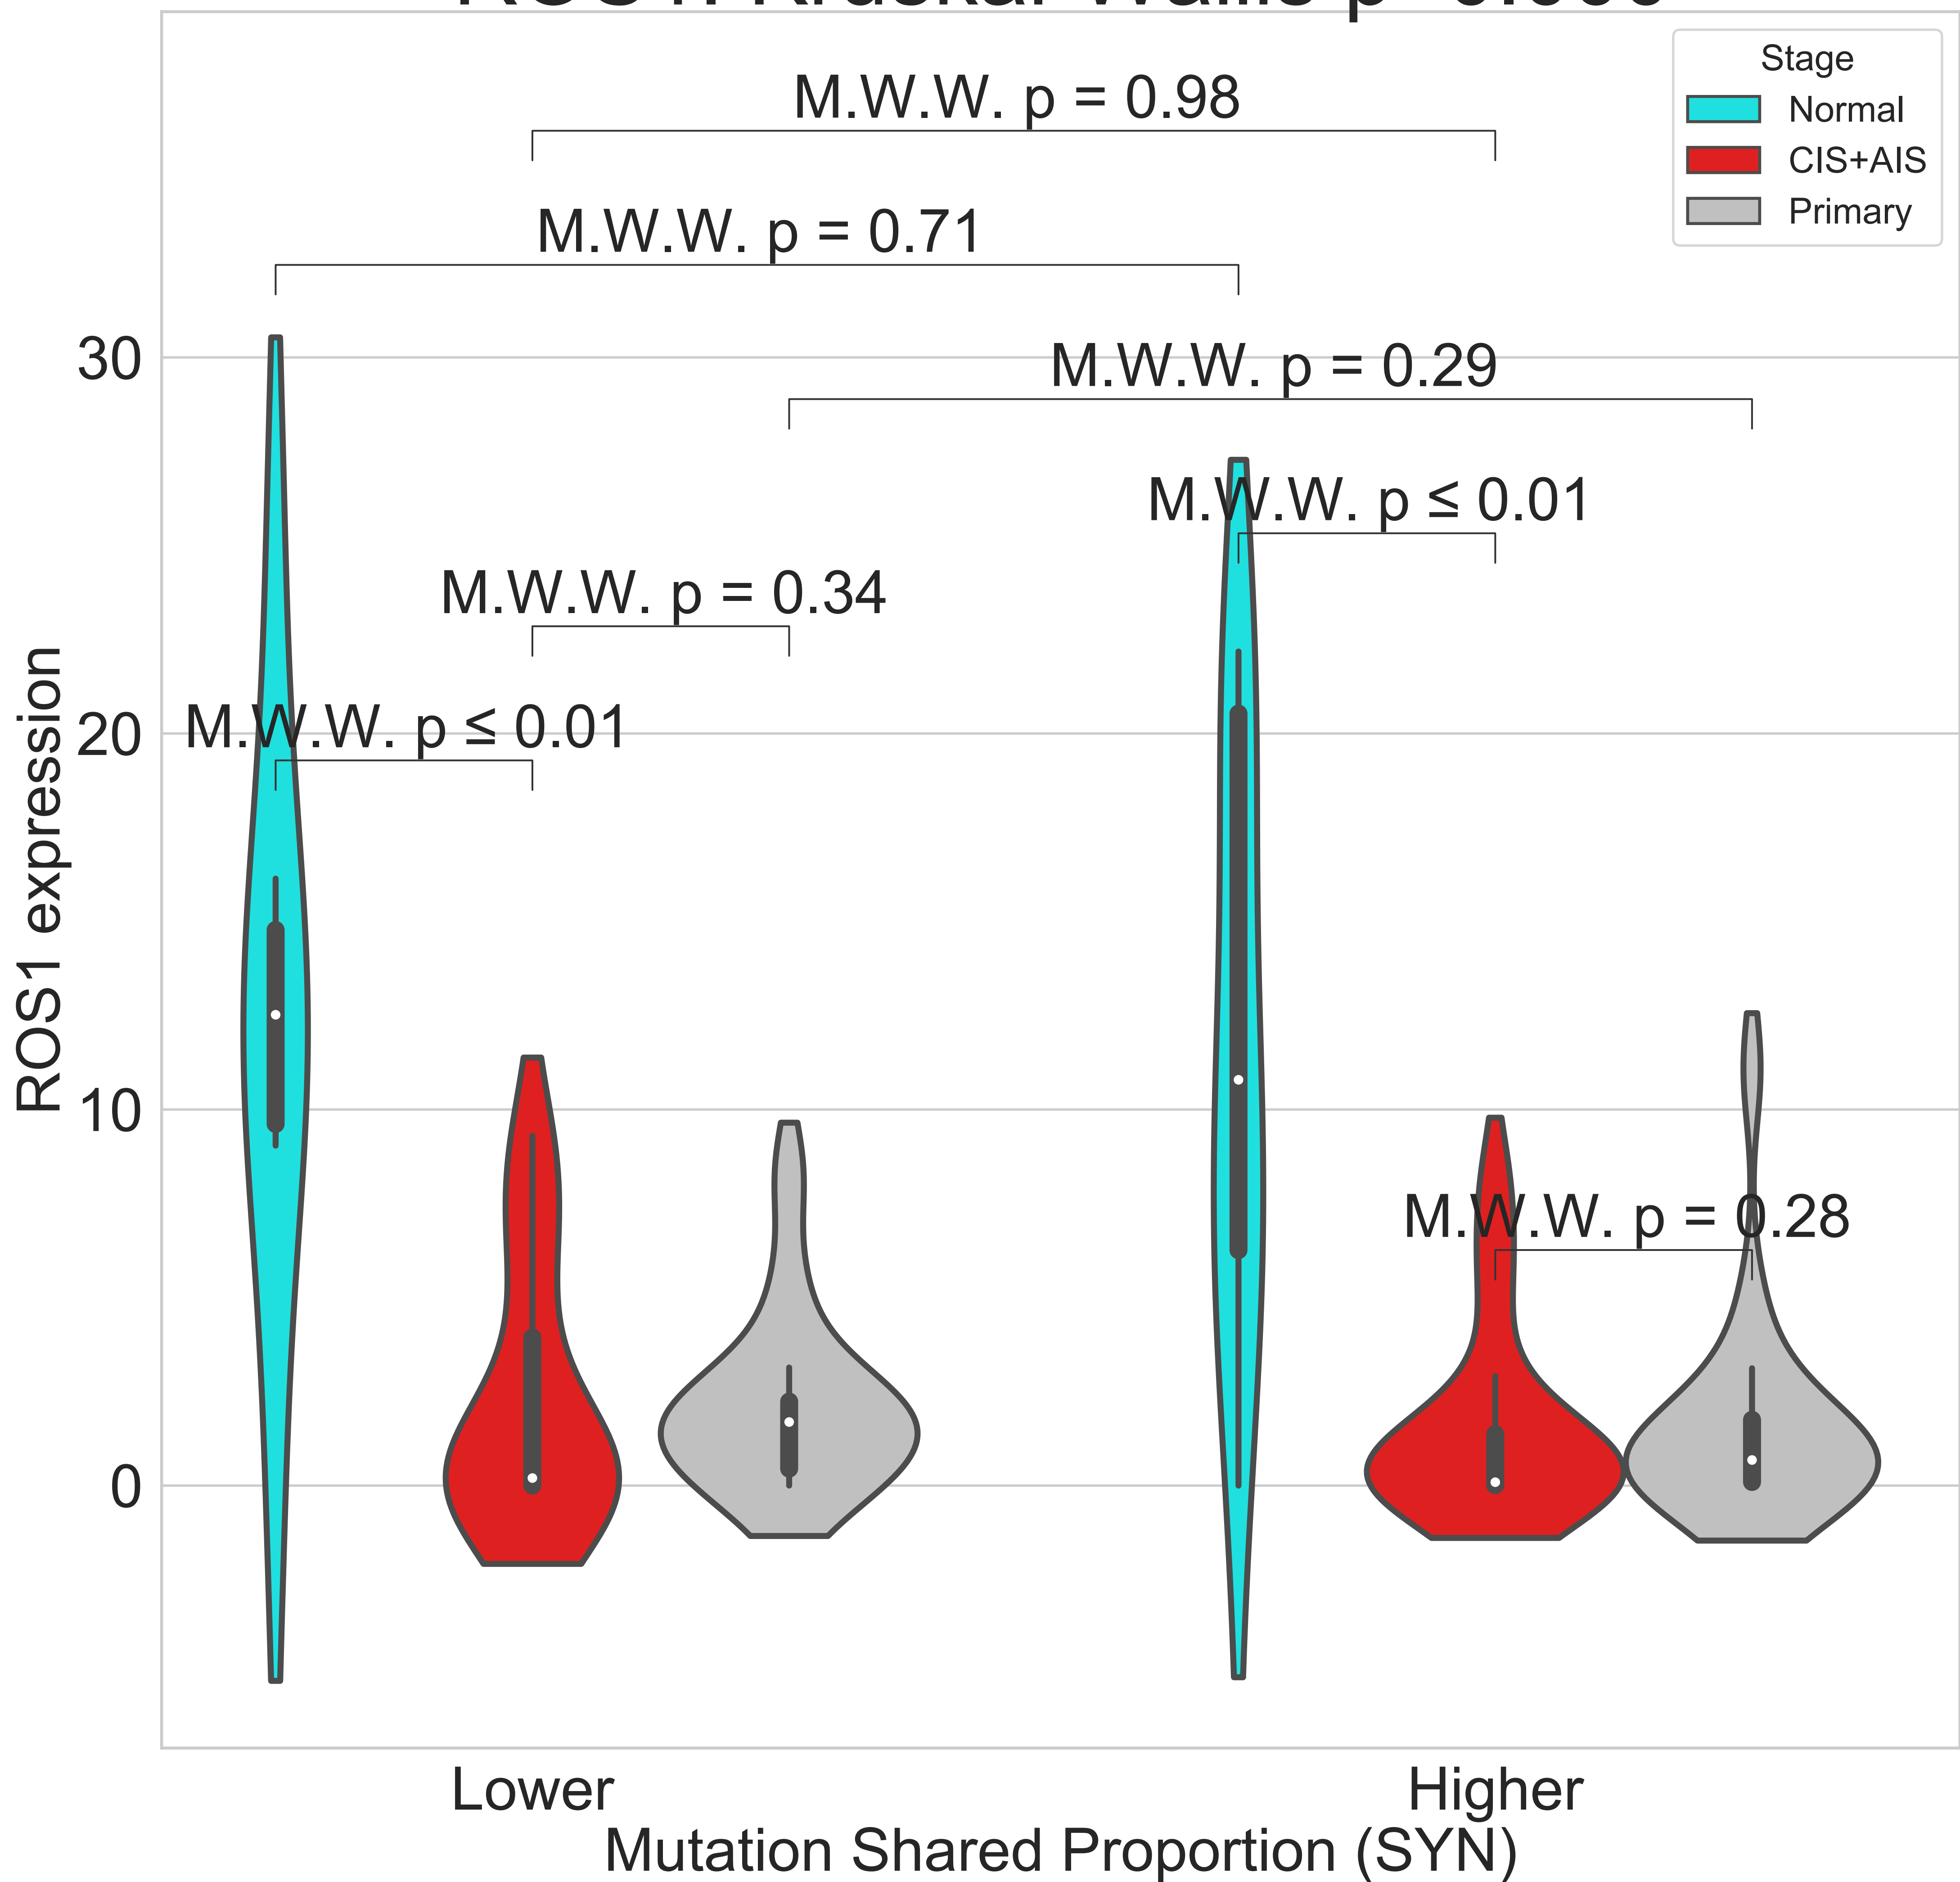 Stage
Normal
CIS+AIS
Primary
M.W.W. p = 0.98
M.W.W. p = 0.71
M.W.W. p = 0.29
M.W.W. p ≤ 0.01
M.W.W. p = 0.34
M.W.W. p ≤ 0.01
M.W.W. p = 0.28
ROS1 expression
30
20
10
0
Lower
Higher
Mutation Shared Proportion (SYN)